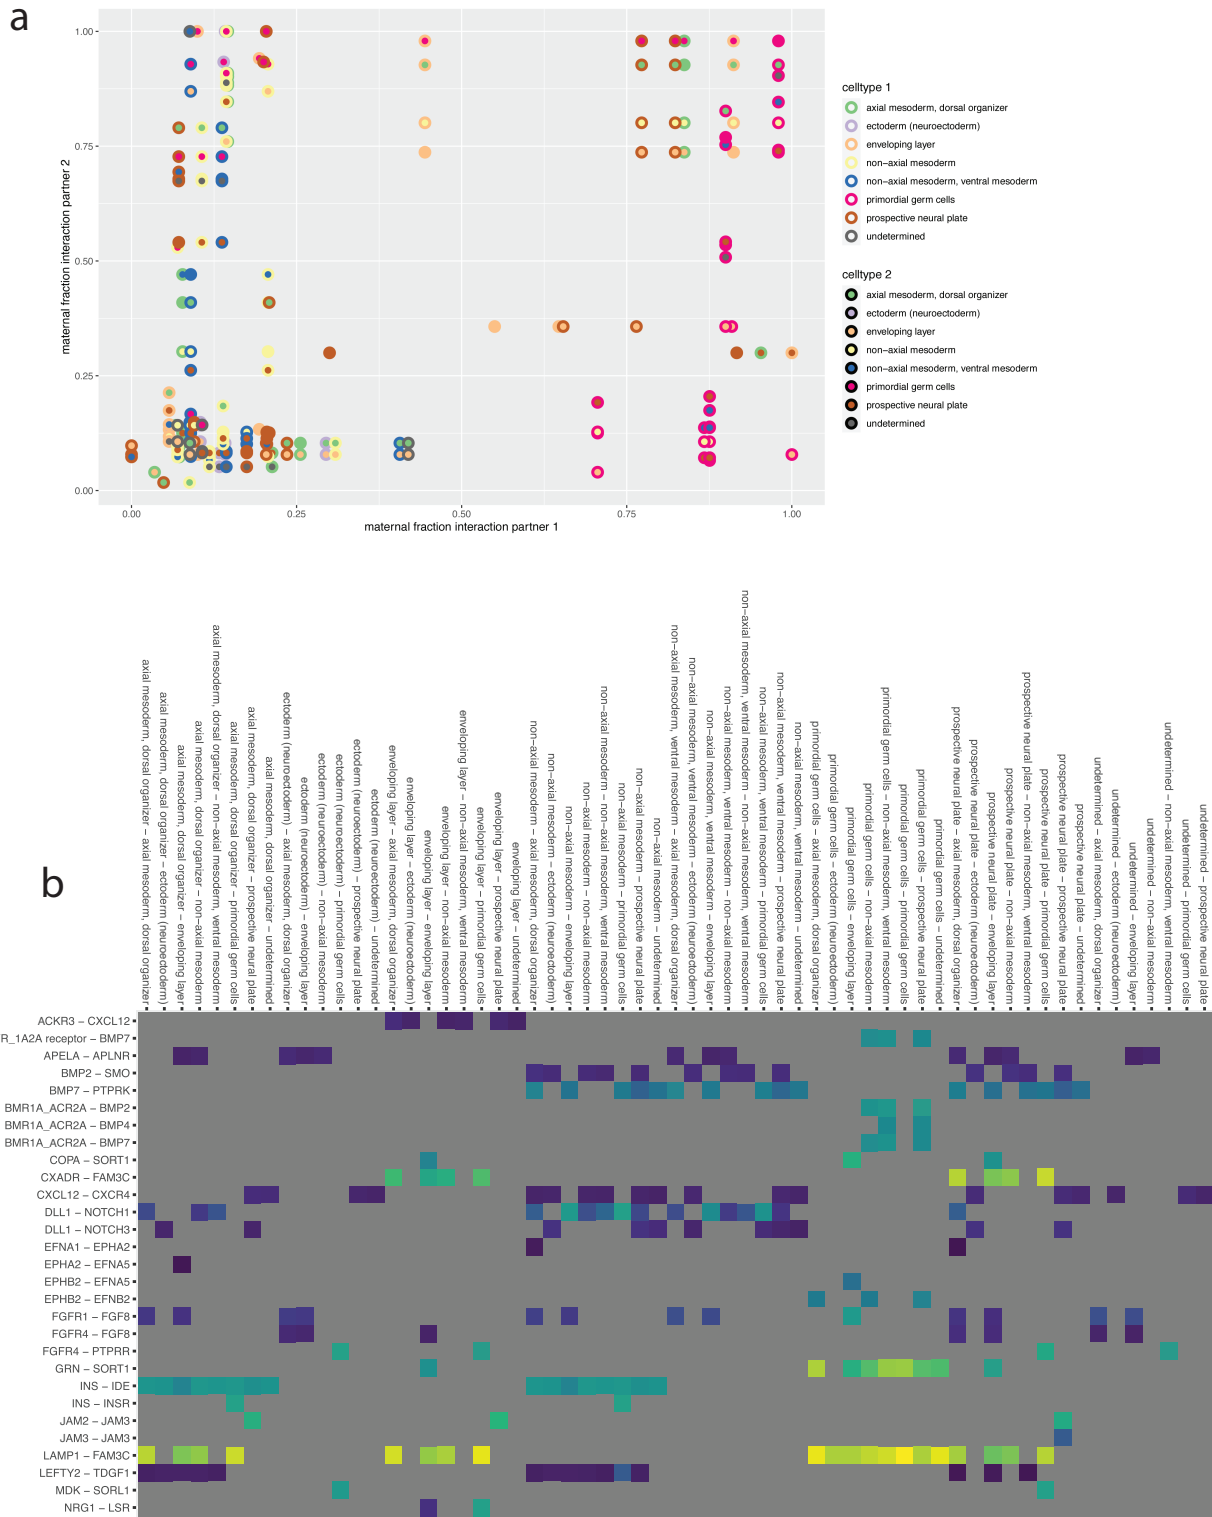 a
1.00
0.75
0.50
0.25
0.00
maternal fraction interaction partner 2
0.00
0.25
0.50
0.75
1.00
maternal fraction interaction partner 1
celltype 1
axial mesoderm, dorsal organizer
ectoderm (neuroectoderm)
enveloping layer
non−axial mesoderm
non−axial mesoderm, ventral mesoderm
primordial germ cells
prospective neural plate
undetermined
celltype 2
axial mesoderm, dorsal organizer
ectoderm (neuroectoderm)
enveloping layer
non−axial mesoderm
non−axial mesoderm, ventral mesoderm
primordial germ cells
prospective neural plate
undetermined
b
axial mesoderm, dorsal organizer − axial mesoderm, dorsal organizer
axial mesoderm, dorsal organizer − ectoderm (neuroectoderm)
axial mesoderm, dorsal organizer − enveloping layer
axial mesoderm, dorsal organizer − non−axial mesoderm
axial mesoderm, dorsal organizer − non−axial mesoderm, ventral mesoderm
axial mesoderm, dorsal organizer − primordial germ cells
axial mesoderm, dorsal organizer − prospective neural plate
axial mesoderm, dorsal organizer − undetermined
ectoderm (neuroectoderm) − axial mesoderm, dorsal organizer
ectoderm (neuroectoderm) − enveloping layer
ectoderm (neuroectoderm) − non−axial mesoderm
ectoderm (neuroectoderm) − primordial germ cells
ectoderm (neuroectoderm) − prospective neural plate
ectoderm (neuroectoderm) − undetermined
enveloping layer − axial mesoderm, dorsal organizer
enveloping layer − ectoderm (neuroectoderm)
enveloping layer − enveloping layer
enveloping layer − non−axial mesoderm
enveloping layer − non−axial mesoderm, ventral mesoderm
enveloping layer − primordial germ cells
enveloping layer − prospective neural plate
enveloping layer − undetermined
non−axial mesoderm − axial mesoderm, dorsal organizer
non−axial mesoderm − ectoderm (neuroectoderm)
non−axial mesoderm − enveloping layer
non−axial mesoderm − non−axial mesoderm
non−axial mesoderm − non−axial mesoderm, ventral mesoderm
non−axial mesoderm − primordial germ cells
non−axial mesoderm − prospective neural plate
non−axial mesoderm − undetermined
non−axial mesoderm, ventral mesoderm − axial mesoderm, dorsal organizer
non−axial mesoderm, ventral mesoderm − ectoderm (neuroectoderm)
non−axial mesoderm, ventral mesoderm − enveloping layer
non−axial mesoderm, ventral mesoderm − non−axial mesoderm
non−axial mesoderm, ventral mesoderm − non−axial mesoderm, ventral mesoderm
non−axial mesoderm, ventral mesoderm − primordial germ cells
non−axial mesoderm, ventral mesoderm − prospective neural plate
non−axial mesoderm, ventral mesoderm − undetermined
primordial germ cells − axial mesoderm, dorsal organizer
primordial germ cells − ectoderm (neuroectoderm)
primordial germ cells − enveloping layer
primordial germ cells − non−axial mesoderm
primordial germ cells − non−axial mesoderm, ventral mesoderm
primordial germ cells − primordial germ cells
primordial germ cells − prospective neural plate
primordial germ cells − undetermined
prospective neural plate − axial mesoderm, dorsal organizer
prospective neural plate − ectoderm (neuroectoderm)
prospective neural plate − enveloping layer
prospective neural plate − non−axial mesoderm
prospective neural plate − non−axial mesoderm, ventral mesoderm
prospective neural plate − primordial germ cells
prospective neural plate − prospective neural plate
prospective neural plate − undetermined
undetermined − axial mesoderm, dorsal organizer
undetermined − ectoderm (neuroectoderm)
undetermined − enveloping layer
undetermined − non−axial mesoderm
undetermined − non−axial mesoderm, ventral mesoderm
undetermined − primordial germ cells
undetermined − prospective neural plate
ACKR3 − CXCL12
R_1A2A receptor − BMP7
APELA − APLNR
BMP2 − SMO
BMP7 − PTPRK
BMR1A_ACR2A − BMP2
BMR1A_ACR2A − BMP4
BMR1A_ACR2A − BMP7
COPA − SORT1
CXADR − FAM3C
CXCL12 − CXCR4
DLL1 − NOTCH1
DLL1 − NOTCH3
EFNA1 − EPHA2
EPHA2 − EFNA5
EPHB2 − EFNA5
EPHB2 − EFNB2
FGFR1 − FGF8
FGFR4 − FGF8
FGFR4 − PTPRR
GRN − SORT1
INS − IDE
INS − INSR
JAM2 − JAM3
JAM3 − JAM3
LAMP1 − FAM3C
LEFTY2 − TDGF1
MDK − SORL1
NRG1 − LSR